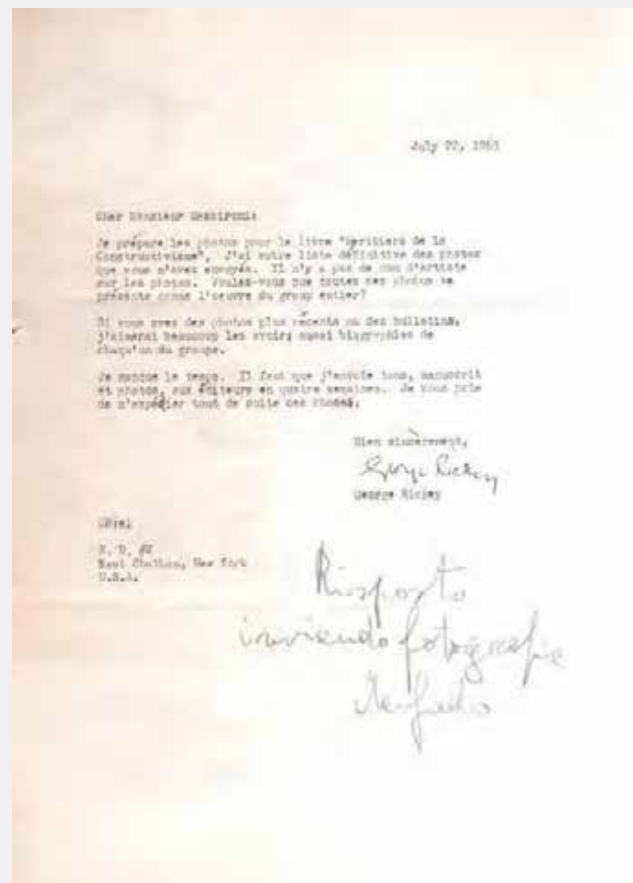 July 22, 1963
Cher Monsieur
Je prépare les photos pour le livre "Héritiers de la
Constructivisme". J'ai votre liste définitive des photos
que vous m'avez envoyés. Il n'y a pas de nom d'artiste
sur les photos. Voulez-vous que toutes ces photos se
présente comme l'oeuvre du group entier?
Si vous avez des photos plus récents ou des bulletins,
j'aimerai beaucoup les avoir; aussi biographies de
chaqu'un du groupe.
Je manque le temps. Il faut que j'envoie tous, manuscrit
et photos, aux éditeurs en quatre semaines. Je vous prie
de m'expédier tout de suite ces choses.
Bien sincèrement,
George Rickey
George Rickey
R. D. #2
East Chatham, New York
U.S.A.
Risposto
inviando fotografie